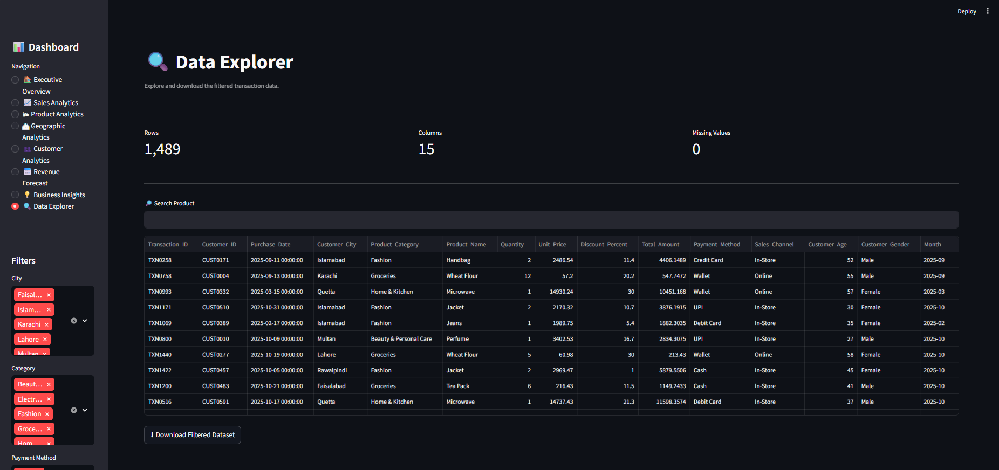 Deploy
Dashboard
Navigation
Executive
Overview
Sales Analytics
Product Analytics
Geographic
Analytics
Customer
Analytics
Revenue
Forecast
Business Insights
Data Explorer
Filters
City
Faisal... ×
Islam... ×
Karachi ×
Lahore ×
Multan ×
Category
Beaut... ×
Electr... ×
Fashion ×
Groce... ×
Hom... ×
Payment Method
Data Explorer
Explore and download the filtered transaction data.
Rows Columns Missing Values
1,489 15 0
Search Product
Transaction_ID Customer_ID Purchase_Date Customer_City Product_Category Product_Name Quantity Unit_Price Discount_Percent Total_Amount Payment_Method Sales_Channel Customer_Age Customer_Gender Month
TXN0258 CUST0171 2025-09-11 00:00:00 Islamabad Fashion Handbag 2 2486.54 11.4 4406.1489 Credit Card In-Store 52 Male 2025-09
TXN0758 CUST0004 2025-09-13 00:00:00 Karachi Groceries Wheat Flour 12 57.2 20.2 547.7472 Wallet Online 55 Male 2025-09
TXN0993 CUST0332 2025-03-15 00:00:00 Quetta Home & Kitchen Microwave 1 14930.24 30 10451.168 Wallet Online 57 Female 2025-03
TXN1171 CUST0510 2025-10-31 00:00:00 Islamabad Fashion Jacket 2 2170.32 10.7 3876.1915 UPI In-Store 30 Female 2025-10
TXN1069 CUST0389 2025-02-17 00:00:00 Islamabad Fashion Jeans 1 1989.75 5.4 1882.3035 Debit Card In-Store 35 Female 2025-02
TXN0800 CUST0010 2025-10-09 00:00:00 Multan Beauty & Personal Care Perfume 1 3402.53 16.7 2834.3075 UPI In-Store 27 Male 2025-10
TXN1440 CUST0277 2025-10-19 00:00:00 Lahore Groceries Wheat Flour 5 60.98 30 213.43 Wallet Online 58 Female 2025-10
TXN1422 CUST0457 2025-10-05 00:00:00 Rawalpindi Fashion Jacket 2 2969.47 1 5879.5506 Cash In-Store 45 Female 2025-10
TXN1200 CUST0483 2025-10-21 00:00:00 Faisalabad Groceries Tea Pack 6 216.43 11.5 1149.2433 Cash In-Store 41 Male 2025-10
TXN0516 CUST0591 2025-10-17 00:00:00 Quetta Home & Kitchen Microwave 1 14737.43 21.3 11598.3574 Debit Card In-Store 37 Male 2025-10
Download Filtered Dataset